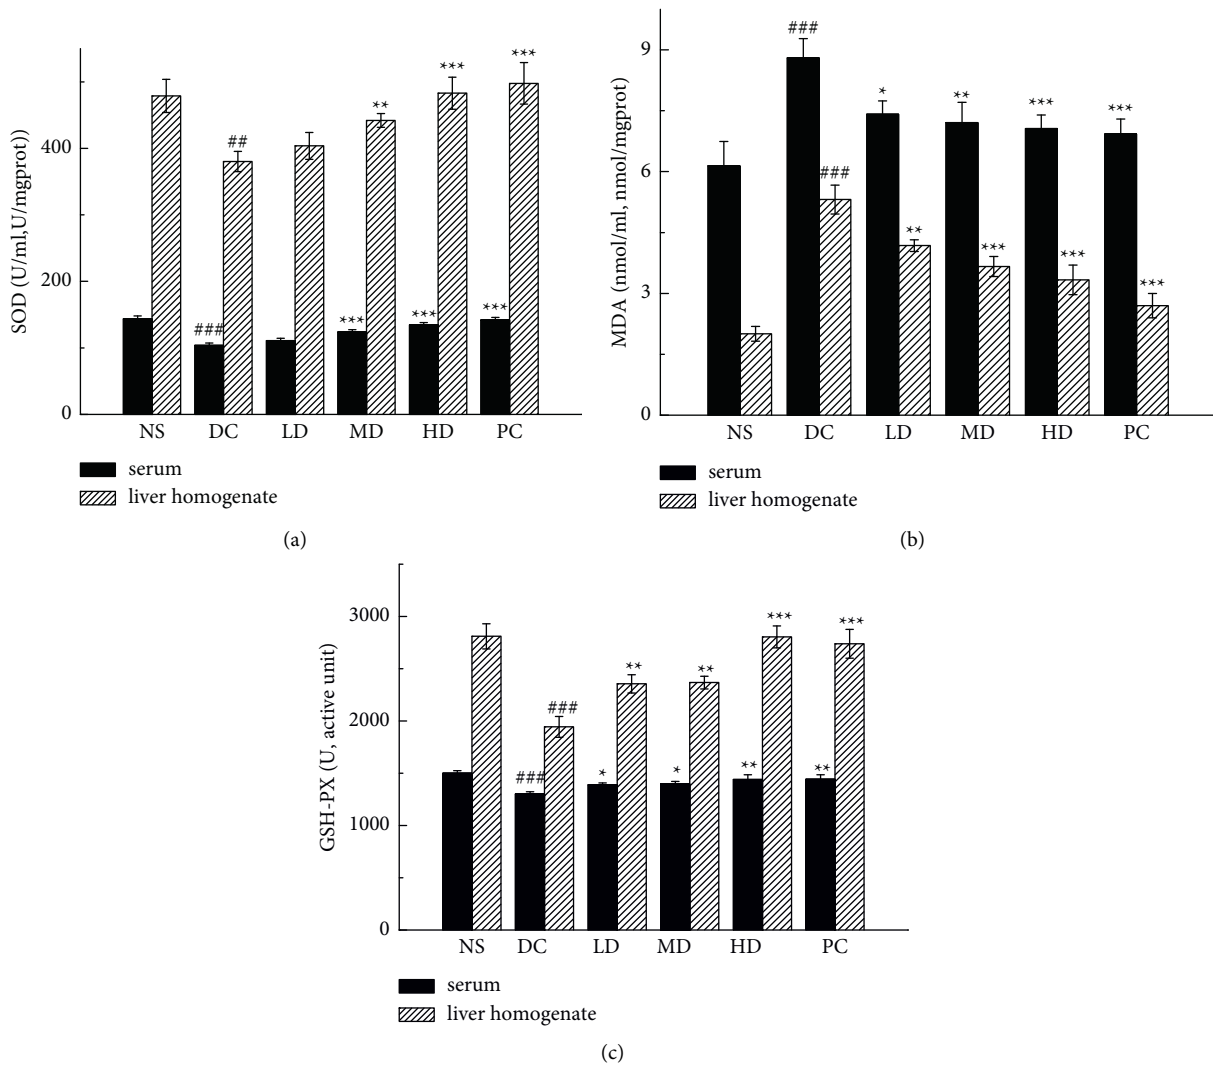 SOD (U/ml,U/mgprot))
400
200
0
##
###
**
***
***
***
***
***
NS DC LD MD HD PC
serum
liver homogenate
(a)
MDA (nmol/ml, nmol/mgprot)
9
6
3
0
###
###
*
**
**
***
***
***
***
***
NS DC LD MD HD PC
serum
liver homogenate
(b)
GSH-PX (U, active unit)
3000
2000
1000
0
###
###
*
**
*
**
**
***
**
***
NS DC LD MD HD PC
serum
liver homogenate
(c)